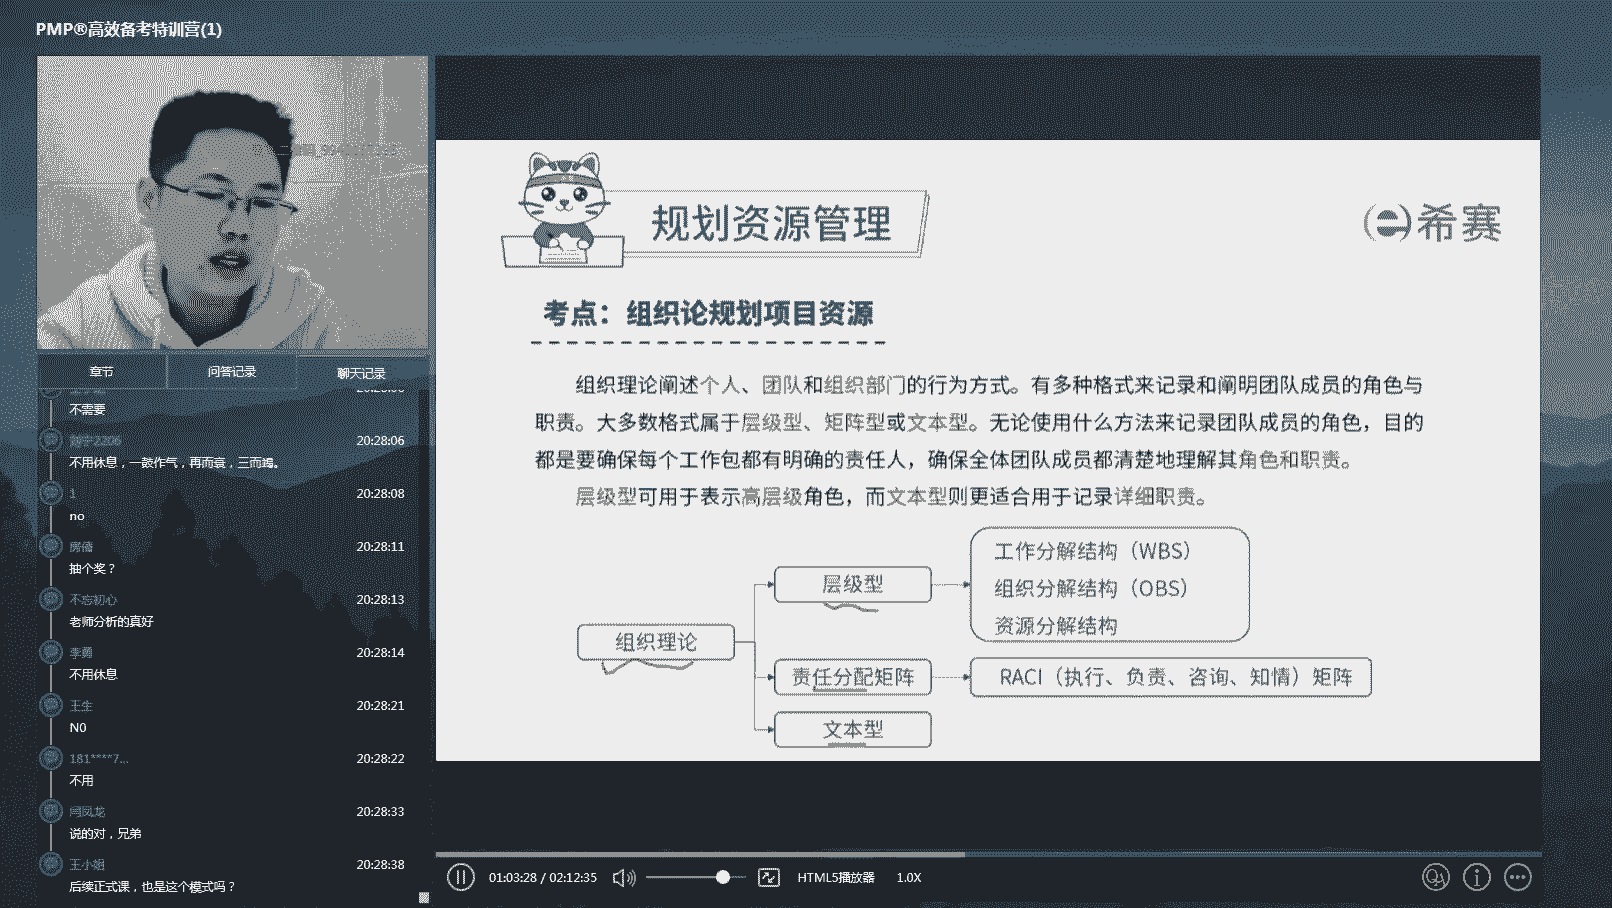 PMP®高效备考特训营(1)
章节
问答记录
聊天记录
不需要
20:28:06
不用休息，一鼓作气，再而衰，三而竭。
1
20:28:08
no
房信
20:28:11
抽个奖？
不忘初心
20:28:13
老师分析的真好
李勇
20:28:14
不用休息
王生
20:28:21
N0
181****7...
20:28:22
不用
闫凤龙
20:28:33
说的对，兄弟
王小姐
20:28:38
后续正式课，也是这个模式吗？
规划资源管理
希赛
考点：组织论规划项目资源
组织理论阐述个人、团队和组织部门的行为方式。有多种格式来记录和阐明团队成员的角色与
职责。大多数格式属于层级型、矩阵型或文本型。无论使用什么方法来记录团队成员的角色，目的
都是要确保每个工作包都有明确的责任人，确保全体团队成员都清楚地理解其角色和职责。
层级型可用于表示高层级角色，而文本型则更适合用于记录详细职责。
组织理论
层级型
工作分解结构（WBS）
组织分解结构（OBS）
资源分解结构
责任分配矩阵
RACI（执行、负责、咨询、知情）矩阵
文本型
01:03:28 / 02:12:35
HTML5播放器
1.0X